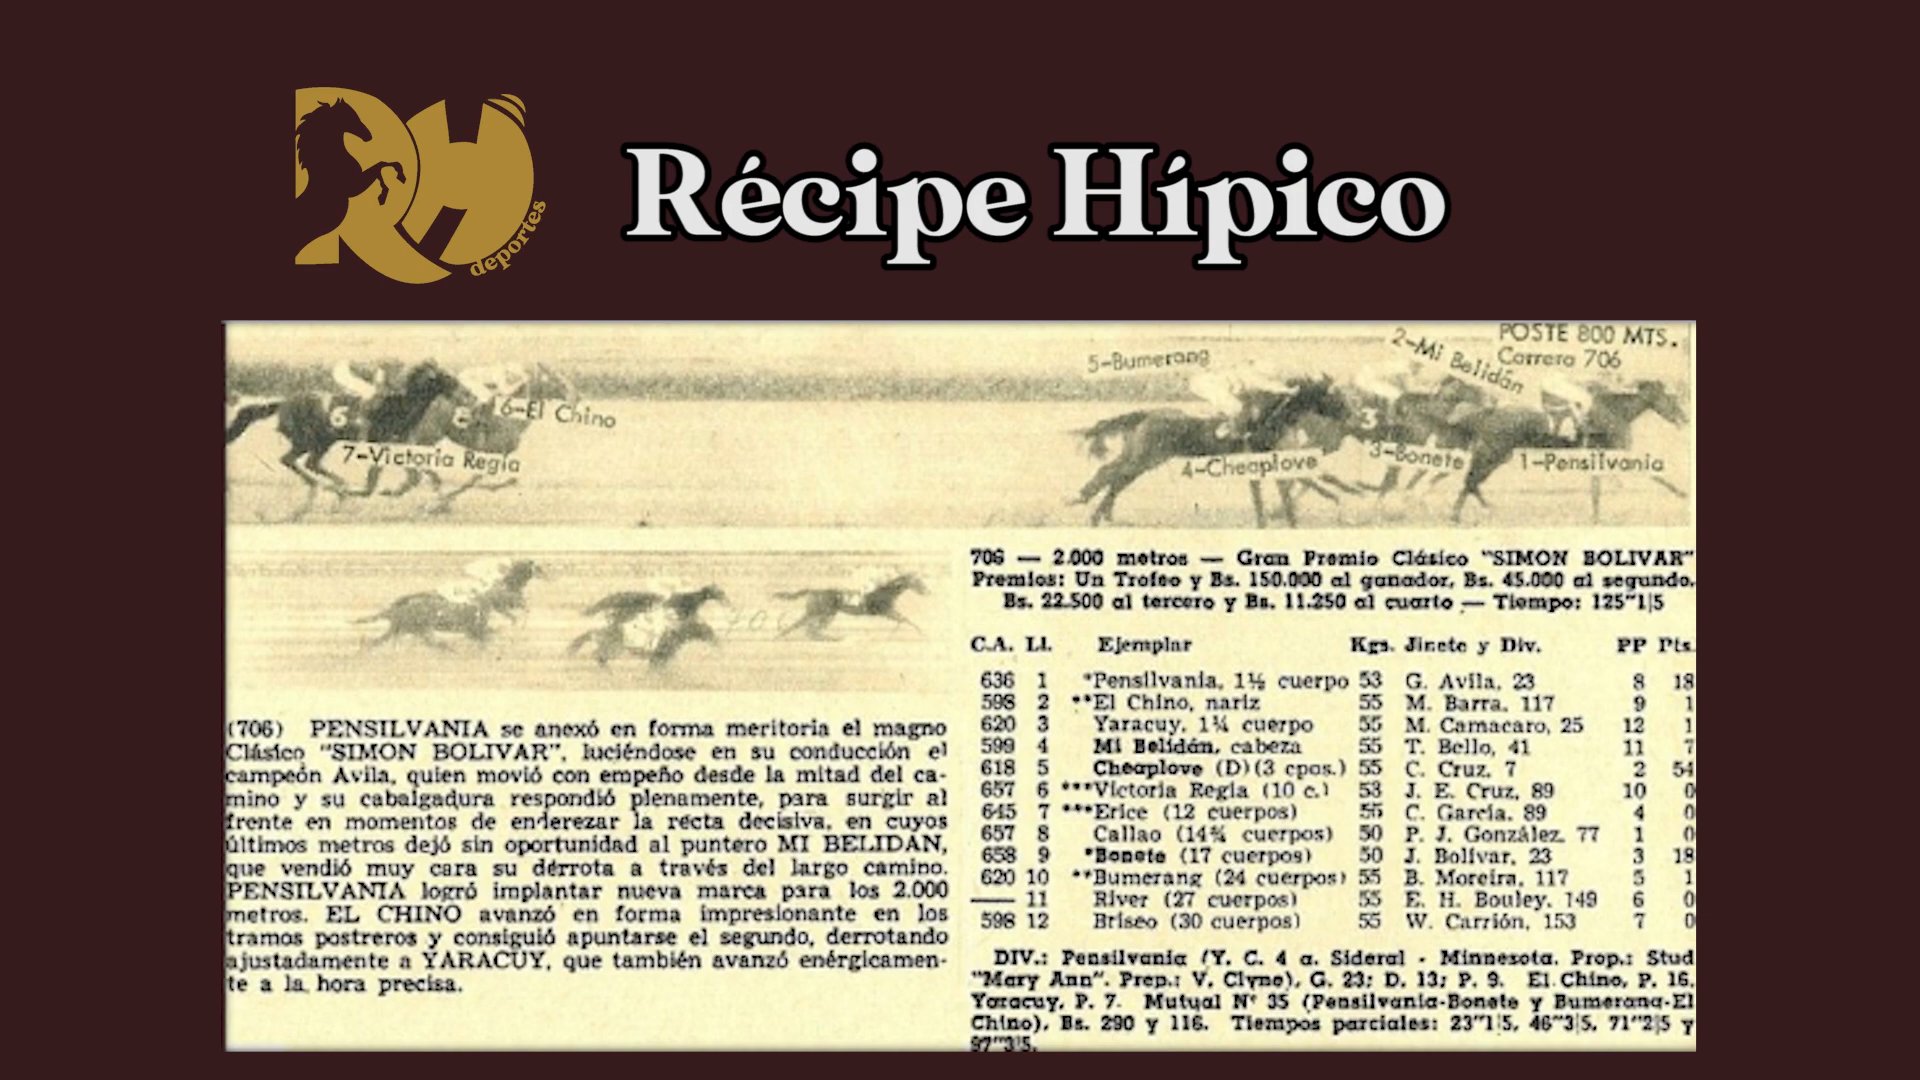 deportes
Récipe Hípico
5-Bumerang
2-Mi Belidán
POSTE 800 MTS.
Carrera 706
6-El Chino
7-Victoria Regia
4-Cheaplove
3-Bonete
1-Pensilvania
(706) PENSILVANIA se anexó en forma meritoria el magno
Clásico "SIMON BOLIVAR", luciéndose en su conducción el
campeón Avila, quien movió con empeño desde la mitad del ca-
mino y su cabalgadura respondió plenamente, para surgir al
frente en momentos de enderezar la recta decisiva, en cuyos
últimos metros dejó sin oportunidad al puntero MI BELIDAN,
que vendió muy cara su derrota a través del largo camino.
PENSILVANIA logró implantar nueva marca para los 2.000
metros. EL CHINO avanzó en forma impresionante en los
tramos postreros y consiguió apuntarse el segundo, derrotando
ajustadamente a YARACUY, que también avanzó enérgicamen-
te a la hora precisa.
706 — 2.000 metros — Gran Premio Clásico "SIMON BOLIVAR"
Premios: Un Trofeo y Bs. 150.000 al ganador, Bs. 45.000 al segundo,
Bs. 22.500 al tercero y Bs. 11.250 al cuarto — Tiempo: 125"1|5
C.A. Ll. Ejemplar Kgs. Jinete y Div. PP Pts.
636 1 *Pensilvania, 1½ cuerpo 53 G. Avila, 23 8 18
598 2 **El Chino, nariz 55 M. Barra, 117 9 1
620 3 Yaracuy, 1¼ cuerpo 55 M. Camacaro, 25 12 1
599 4 Mi Belidán, cabeza 55 T. Bello, 41 11 7
618 5 Cheaplove (D)(3 cpos.) 55 C. Cruz, 7 2 54
657 6 ***Victoria Regia (10 c.) 53 J. E. Cruz, 89 10 0
645 7 ***Erice (12 cuerpos) 55 C. García, 89 4 0
657 8 Callao (14¾ cuerpos) 50 P. J. González, 77 1 0
658 9 *Bonete (17 cuerpos) 50 J. Bolívar, 23 3 18
620 10 **Bumerang (24 cuerpos) 55 B. Moreira, 117 5 1
—— 11 River (27 cuerpos) 55 E. H. Bouley, 149 6 0
598 12 Briseo (30 cuerpos) 55 W. Carrión, 153 7 0
DIV.: Pensilvania (Y. C. 4 a. Sideral - Minnesota. Prop.: Stud
"Mary Ann". Prep.: V. Clyne), G. 23; D. 13; P. 9. El Chino, P. 16.
Yaracuy, P. 7. Mutual Nº 35 (Pensilvania-Bonete y Bumerang-El
Chino), Bs. 290 y 116. Tiempos parciales: 23"1|5, 46"3|5, 71"2|5 y
97"3|5.